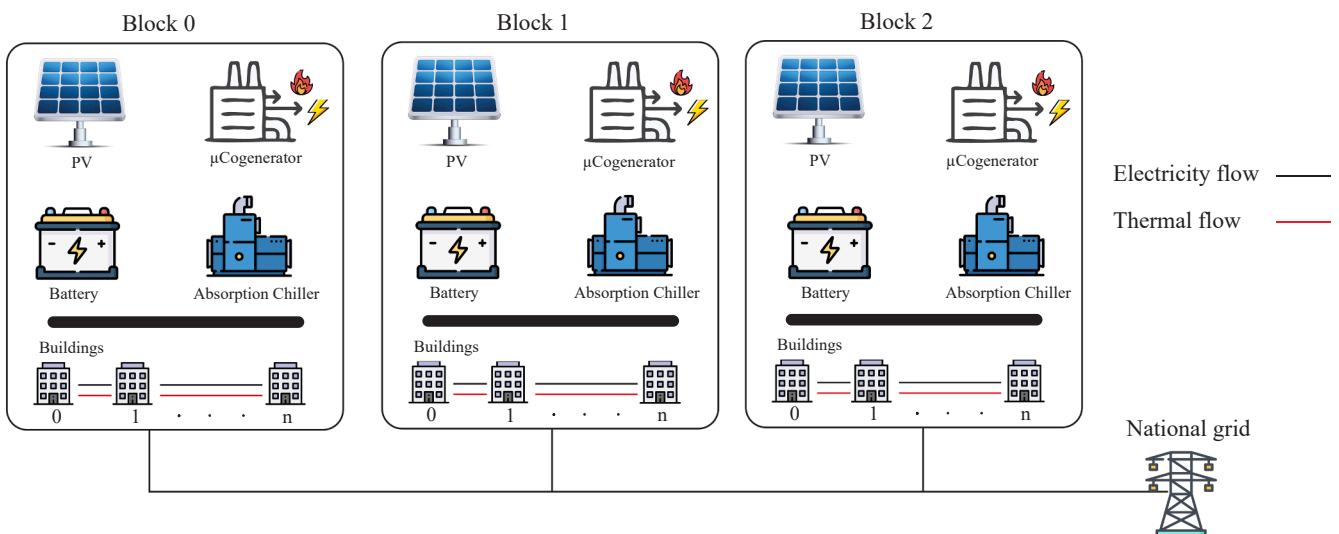 Block 0
Block 1
Block 2
PV
μCogenerator
PV
μCogenerator
PV
μCogenerator
Electricity flow
Thermal flow
- +
Battery
Absorption Chiller
- +
Battery
Absorption Chiller
- +
Battery
Absorption Chiller
Buildings
0 1 . . . n
Buildings
0 1 . . . n
Buildings
0 1 . . . n
National grid